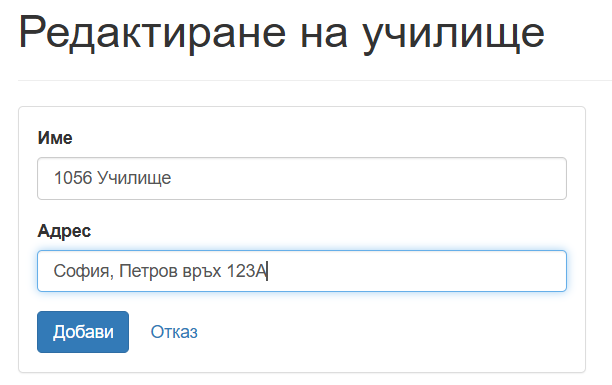 Редактиране на училище
Име
1056 Училище
Адрес
София, Петров връх 123А
Добави Отказ